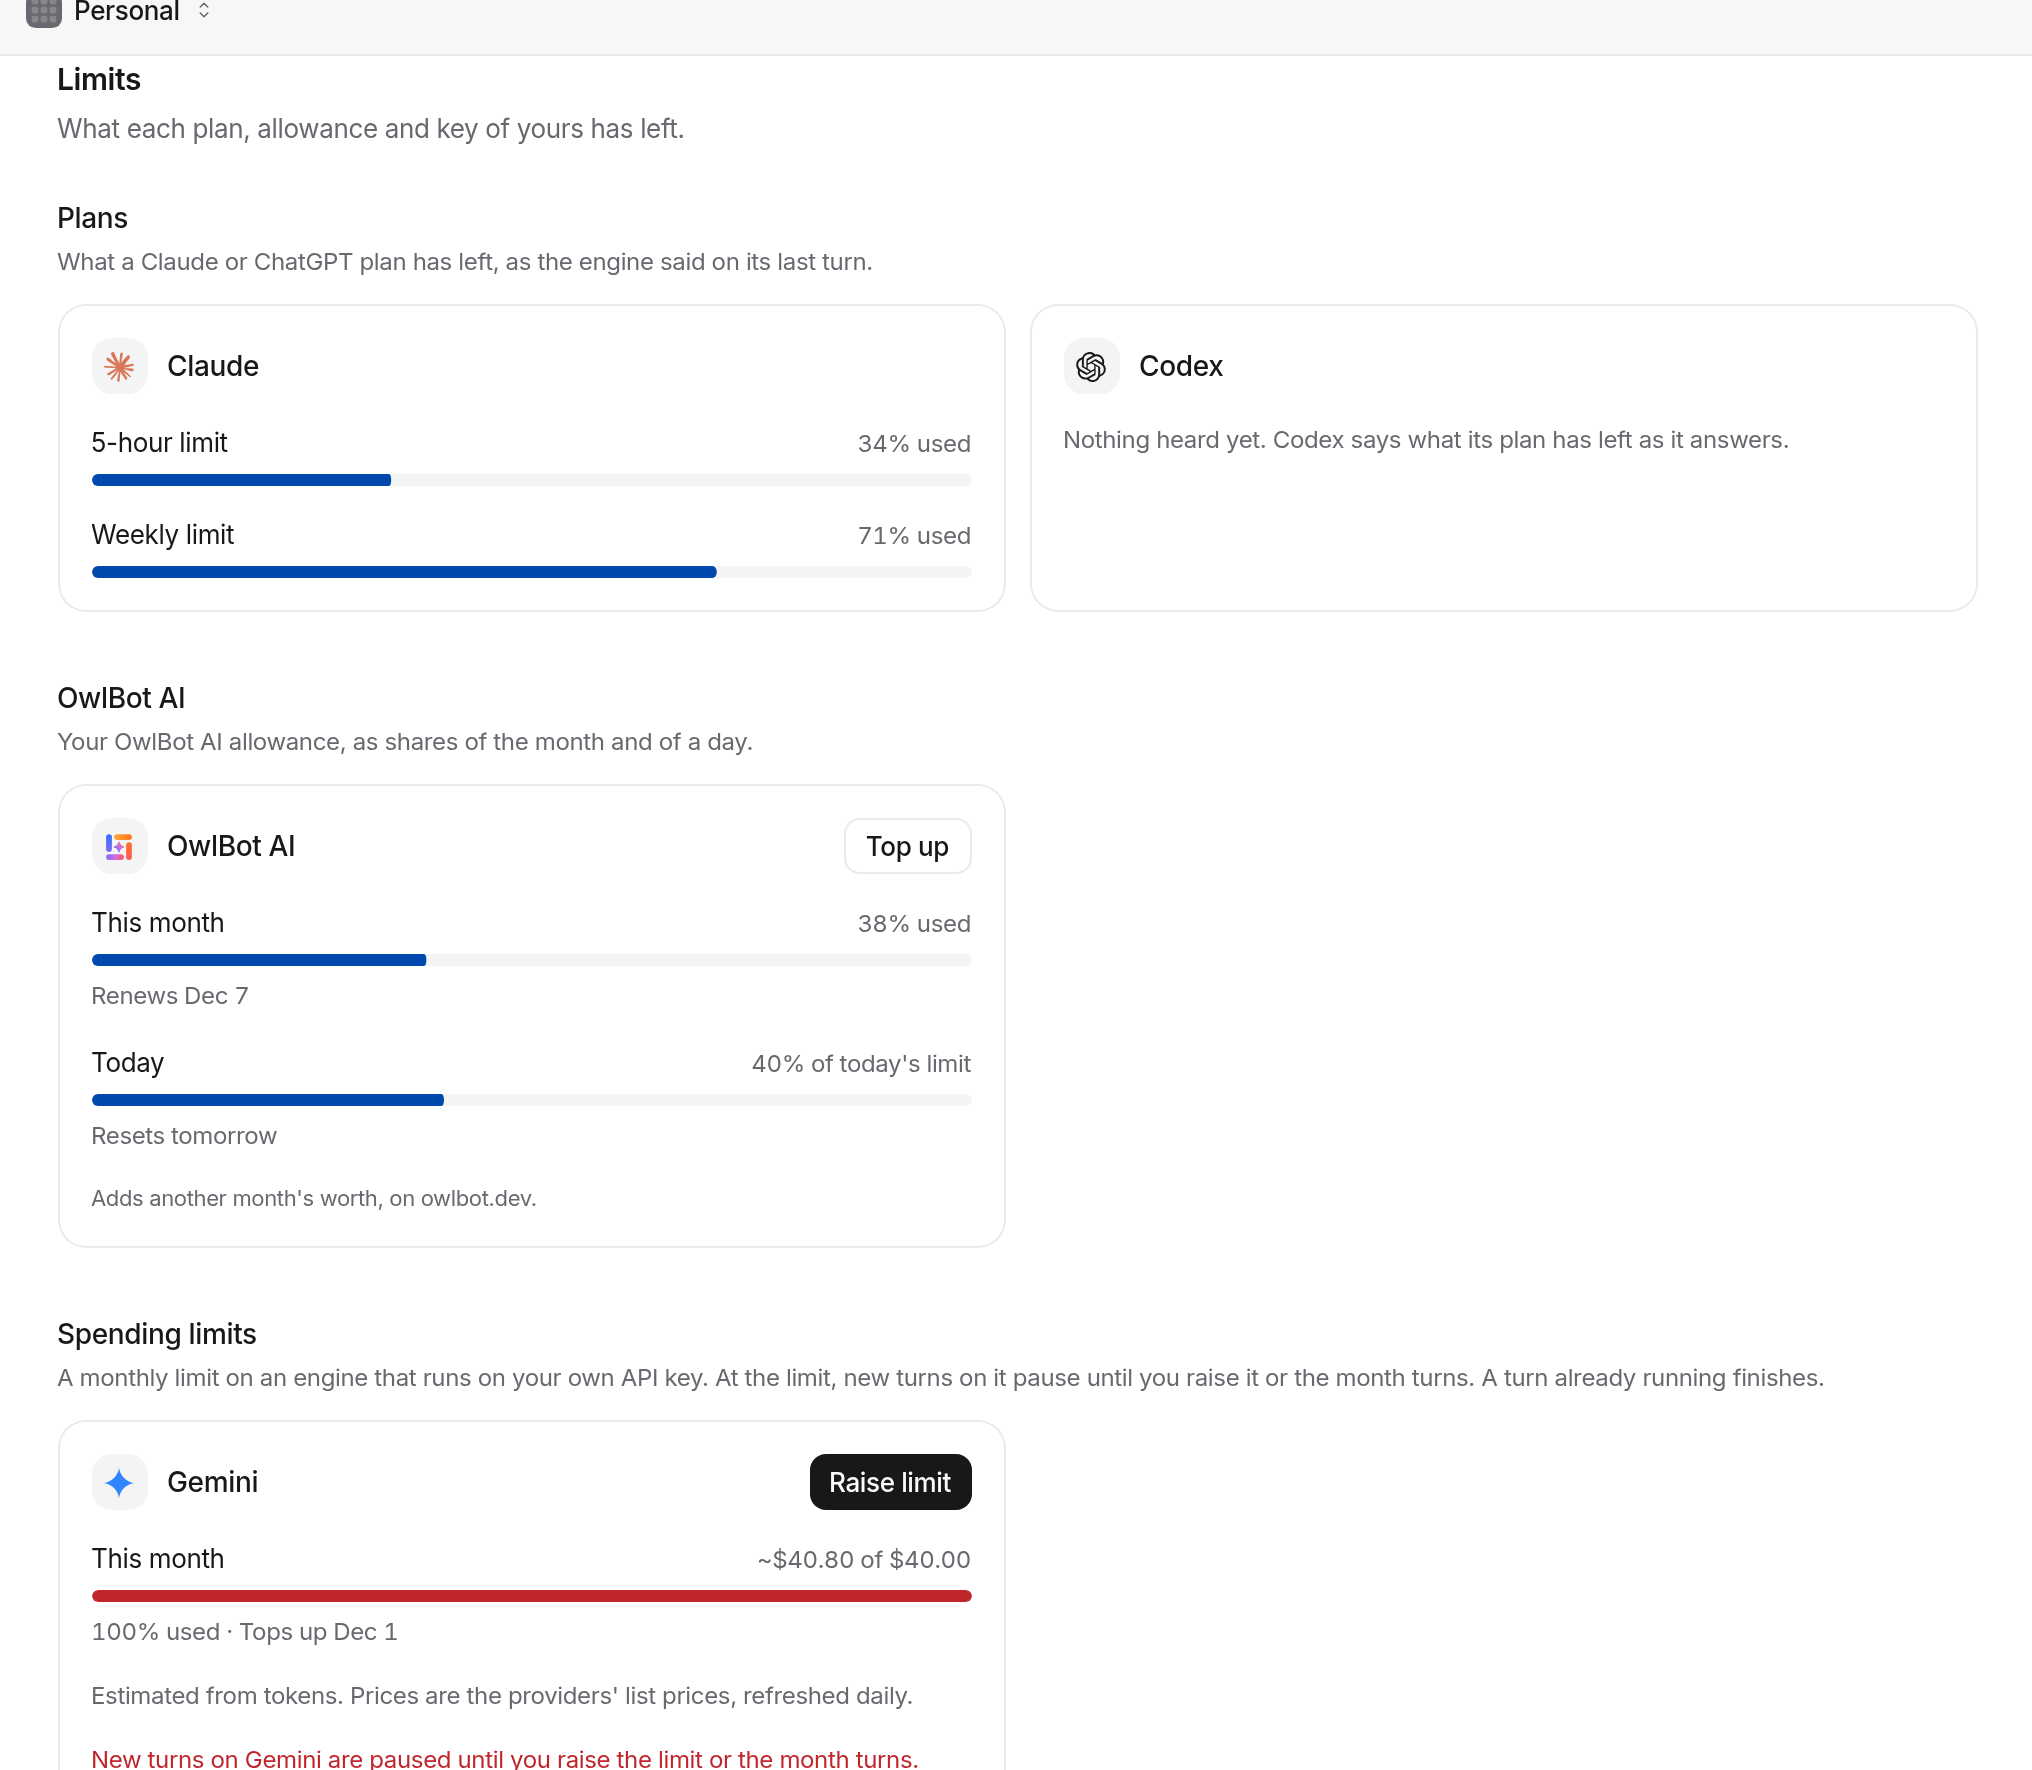 Personal
Limits
What each plan, allowance and key of yours has left.
Plans
What a Claude or ChatGPT plan has left, as the engine said on its last turn.
Claude
5-hour limit
34% used
Weekly limit
71% used
Codex
Nothing heard yet. Codex says what its plan has left as it answers.
OwlBot AI
Your OwlBot AI allowance, as shares of the month and of a day.
OwlBot AI
Top up
This month
38% used
Renews Dec 7
Today
40% of today's limit
Resets tomorrow
Adds another month's worth, on owlbot.dev.
Spending limits
A monthly limit on an engine that runs on your own API key. At the limit, new turns on it pause until you raise it or the month turns. A turn already running finishes.
Gemini
Raise limit
This month
~$40.80 of $40.00
100% used · Tops up Dec 1
Estimated from tokens. Prices are the providers' list prices, refreshed daily.
New turns on Gemini are paused until you raise the limit or the month turns.